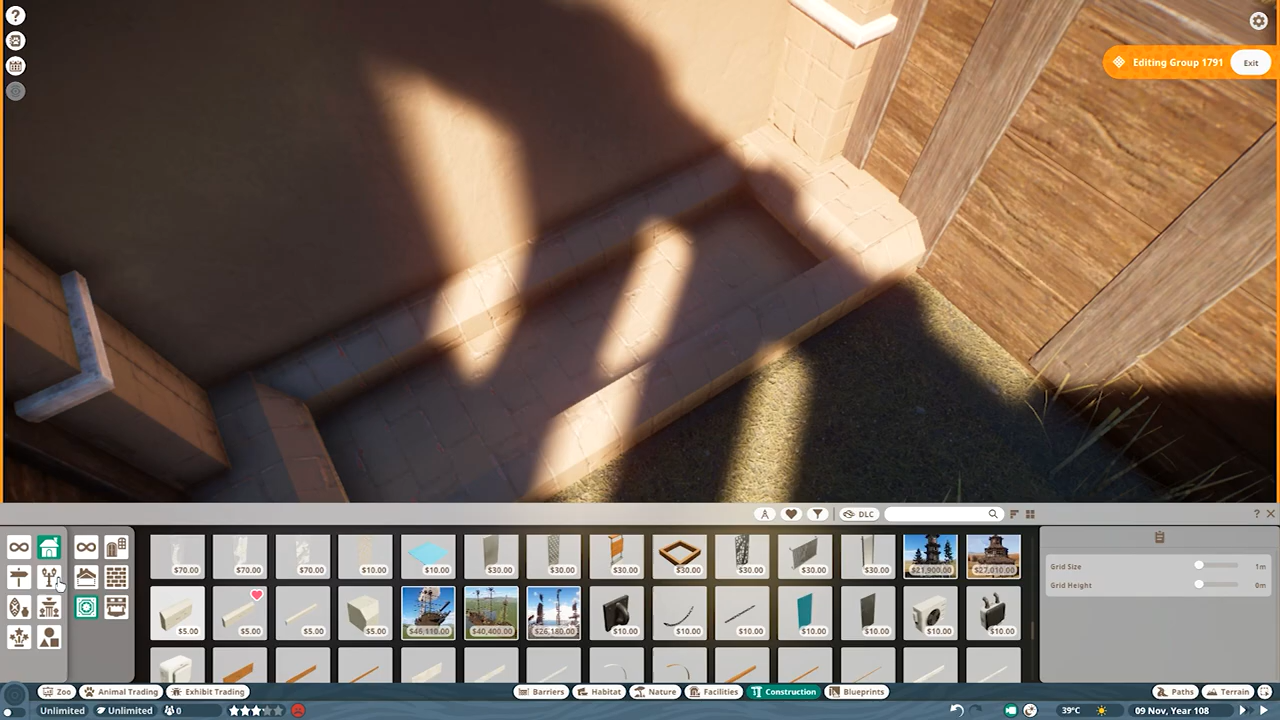 ?
Editing Group 1791 Exit
DLC
?
$70.00 $70.00 $70.00 $10.00 $10.00 $30.00 $30.00 $30.00 $30.00 $30.00 $30.00 $30.00 $21,900.00 $27,010.00
$5.00 $5.00 $5.00 $5.00 $46,110.00 $40,400.00 $26,180.00 $10.00 $10.00 $10.00 $10.00 $10.00 $10.00 $10.00
Grid Size 1m
Grid Height 0m
Zoo Animal Trading Exhibit Trading Barriers Habitat Nature Facilities Construction Blueprints Paths Terrain
Unlimited Unlimited 0 39°C 09 Nov, Year 108